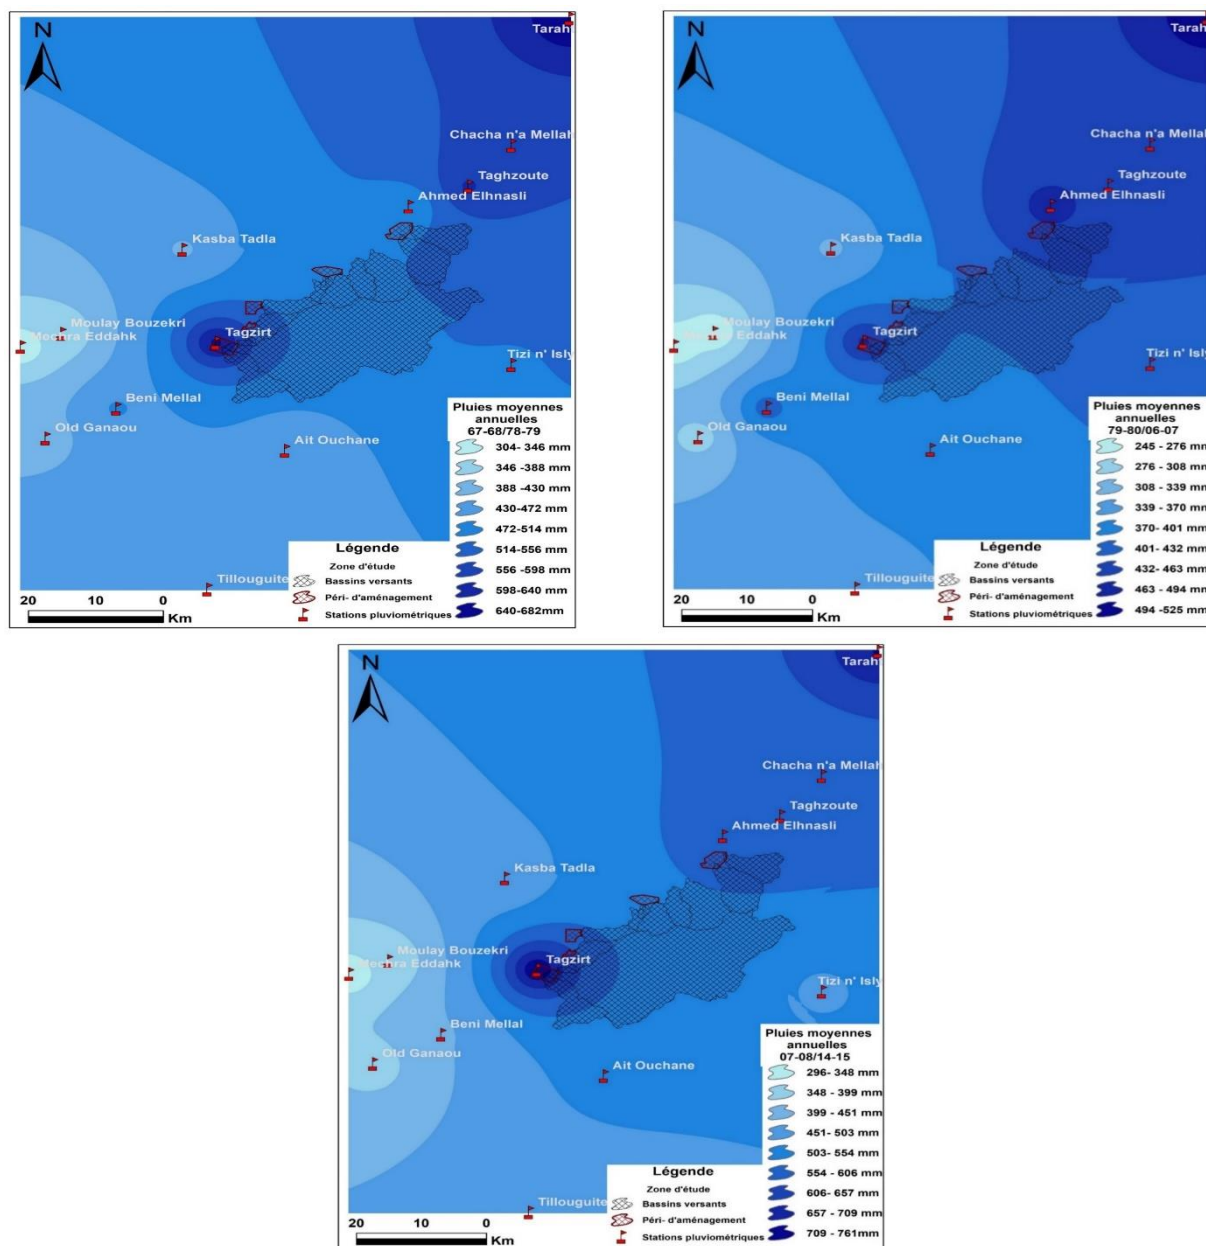 N
Tarah
Chacha n'a Mellah
Taghzoute
Ahmed Elhnasli
Kasba Tadla
Moulay Bouzekri
Mechra Eddahk
Tagzirt
Tizi n' Isly
Beni Mellal
Old Ganaou
Ait Ouchane
Tillouguite
Pluies moyennes
annuelles
67-68/78-79
304- 346 mm
346 -388 mm
388 -430 mm
430-472 mm
472-514 mm
514-556 mm
556 -598 mm
598-640 mm
640-682mm
Légende
Zone d'étude
Bassins versants
Péri- d'aménagement
Stations pluviométriques
20 10 0
Km
N
Tarah
Chacha n'a Mellah
Taghzoute
Ahmed Elhnasli
Kasba Tadla
Moulay Bouzekri
Mechra Eddahk
Tagzirt
Tizi n' Isly
Beni Mellal
Old Ganaou
Ait Ouchane
Tillouguite
Pluies moyennes
annuelles
79-80/06-07
245 - 276 mm
276 - 308 mm
308 - 339 mm
339 - 370 mm
370- 401 mm
401- 432 mm
432- 463 mm
463 - 494 mm
494 -525 mm
Légende
Zone d'étude
Bassins versants
Péri- d'aménagement
Stations pluviométriques
20 10 0
Km
N
Tarah
Chacha n'a Mellah
Taghzoute
Ahmed Elhnasli
Kasba Tadla
Moulay Bouzekri
Mechra Eddahk
Tagzirt
Tizi n' Isly
Beni Mellal
Old Ganaou
Ait Ouchane
Tillouguite
Pluies moyennes
annuelles
07-08/14-15
296- 348 mm
348 - 399 mm
399 - 451 mm
451- 503 mm
503- 554 mm
554 - 606 mm
606- 657 mm
657 - 709 mm
709 - 761mm
Légende
Zone d'étude
Bassins versants
Péri- d'aménagement
Stations pluviométriques
20 10 0
Km